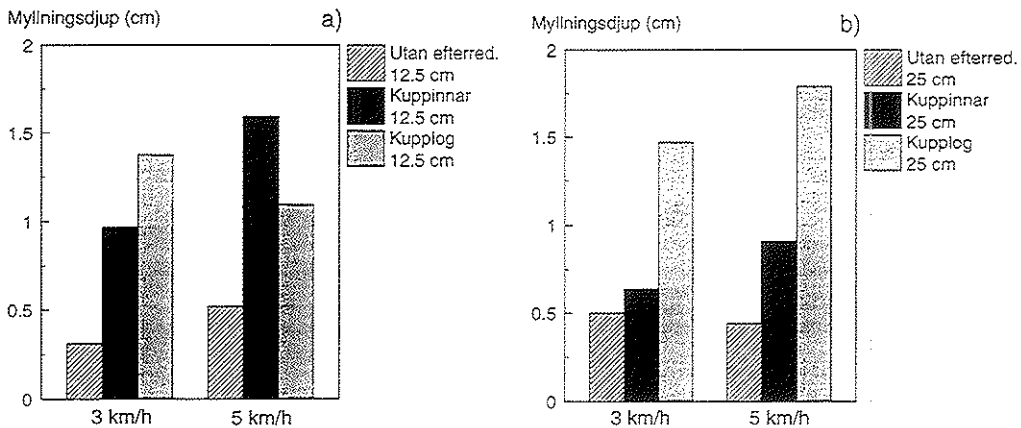 Myllningsdjup (cm)
a)
2
1.5
1
0.5
0
3 km/h
5 km/h
Utan efterred.
12.5 cm
Kuppinnar
12.5 cm
Kupplog
12.5 cm
Myllningsdjup (cm)
b)
2
1.5
1
0.5
0
3 km/h
5 km/h
Utan efterred.
25 cm
Kuppinnar
25 cm
Kupplog
25 cm